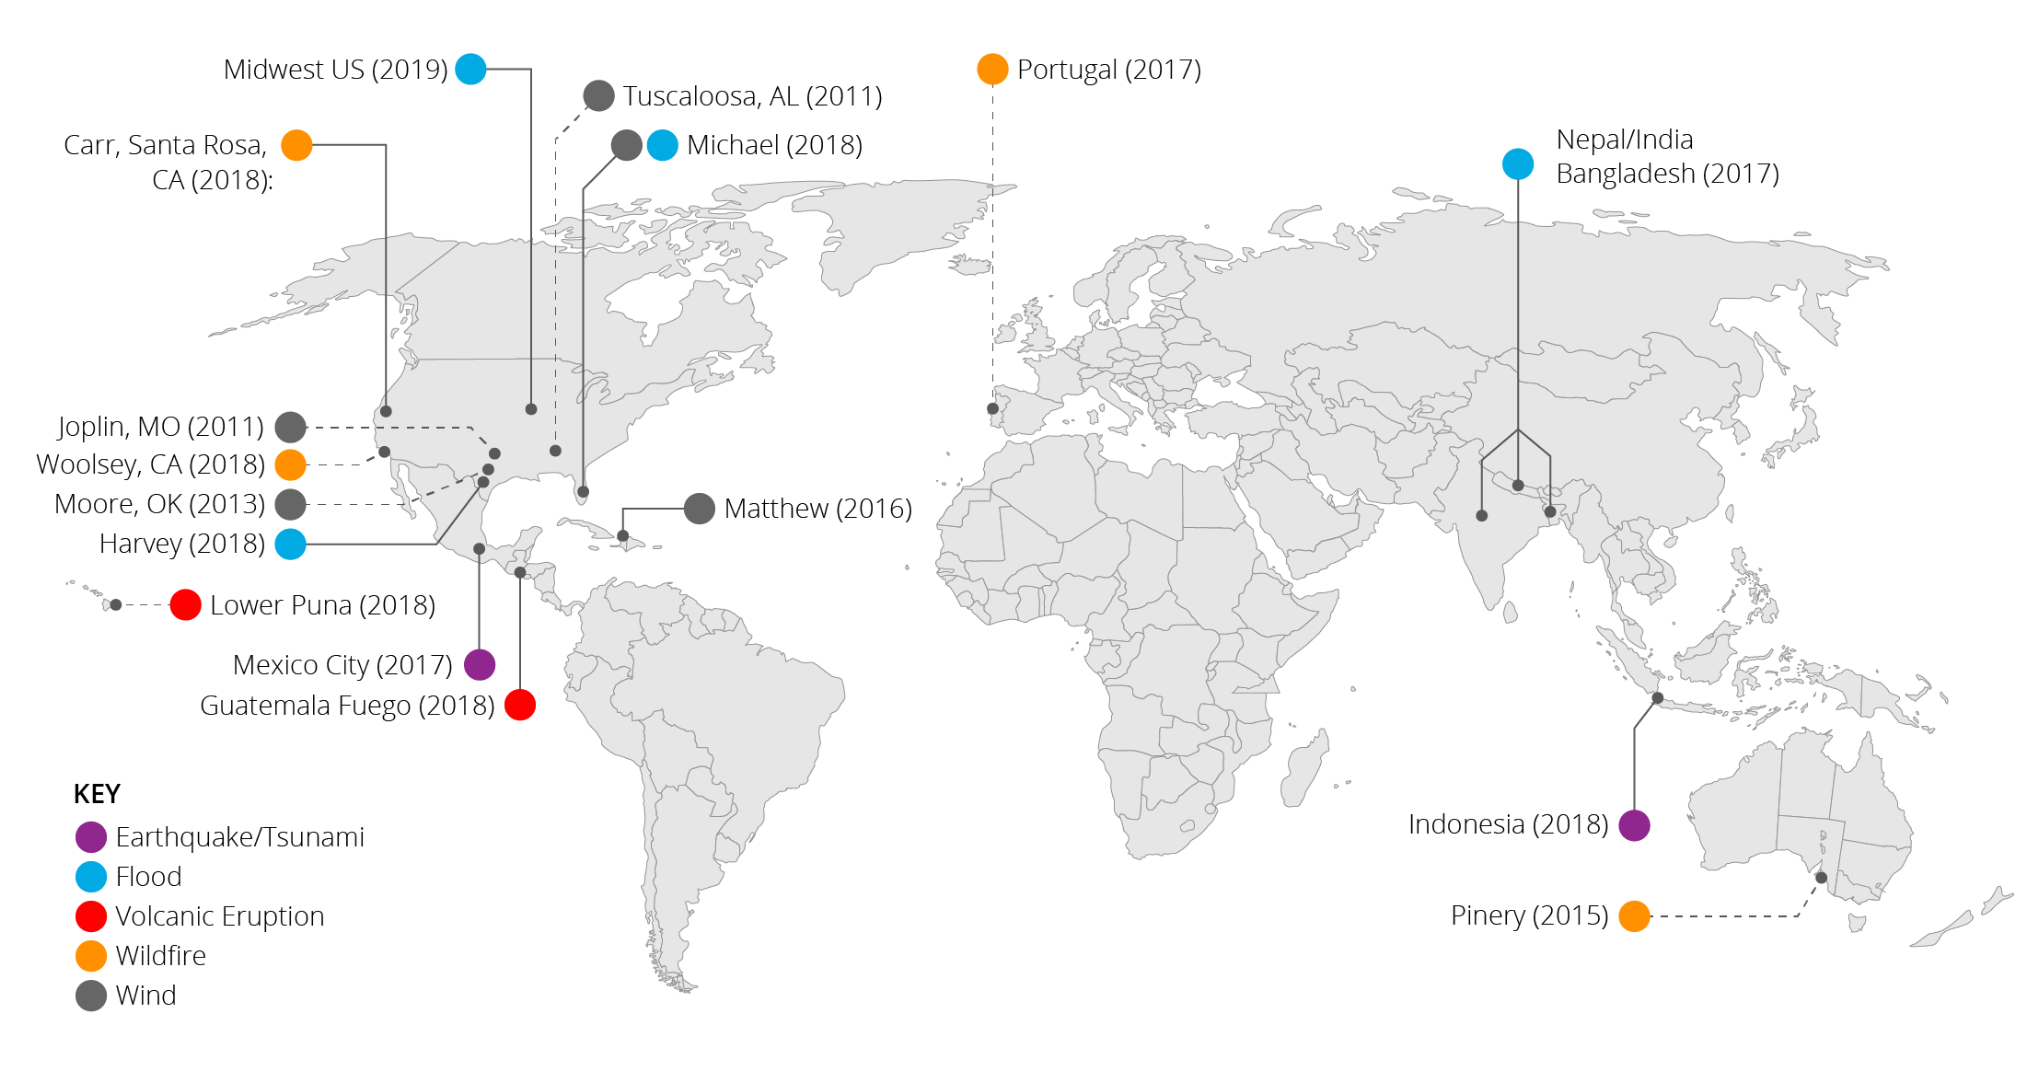 Midwest US (2019)
Tuscaloosa, AL (2011)
Portugal (2017)
Carr, Santa Rosa,
CA (2018):
Michael (2018)
Nepal/India
Bangladesh (2017)
Joplin, MO (2011)
Woolsey, CA (2018)
Moore, OK (2013)
Harvey (2018)
Matthew (2016)
Lower Puna (2018)
Mexico City (2017)
Guatemala Fuego (2018)
Indonesia (2018)
Pinery (2015)
KEY
Earthquake/Tsunami
Flood
Volcanic Eruption
Wildfire
Wind